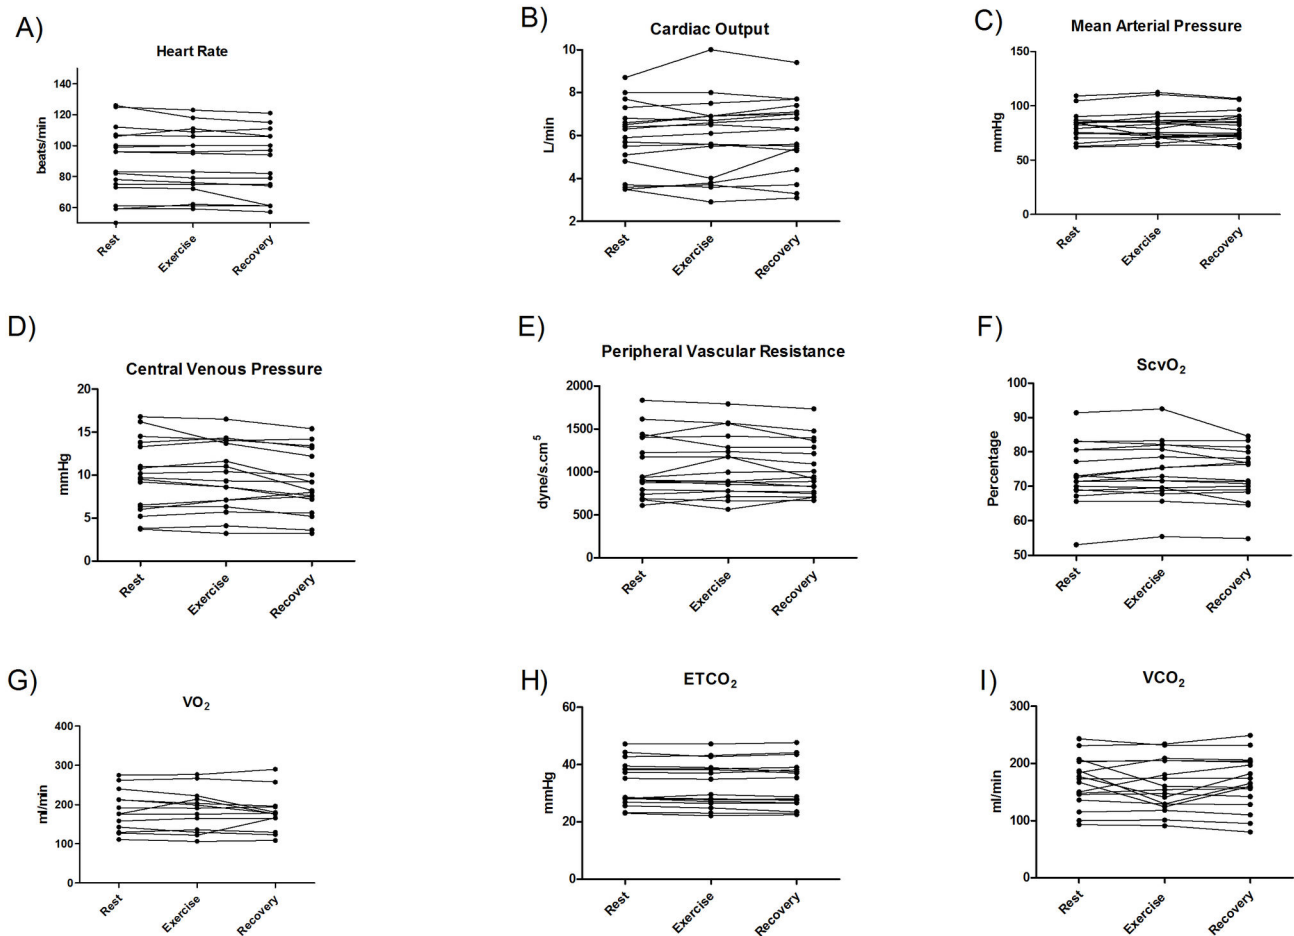 A)
Heart Rate
beats/min
140
120
100
80
60
Rest
Exercise
Recovery
B)
Cardiac Output
L/min
10
8
6
4
2
Rest
Exercise
Recovery
C)
Mean Arterial Pressure
mmHg
150
100
50
0
Rest
Exercise
Recovery
D)
Central Venous Pressure
mmHg
20
15
10
5
0
Rest
Exercise
Recovery
E)
Peripheral Vascular Resistance
dyne/s.cm⁵
2000
1500
1000
500
0
Rest
Exercise
Recovery
F)
ScvO₂
Percentage
100
90
80
70
60
50
Rest
Exercise
Recovery
G)
VO₂
ml/min
400
300
200
100
0
Rest
Exercise
Recovery
H)
ETCO₂
mmHg
60
40
20
0
Rest
Exercise
Recovery
I)
VCO₂
ml/min
300
200
100
0
Rest
Exercise
Recovery